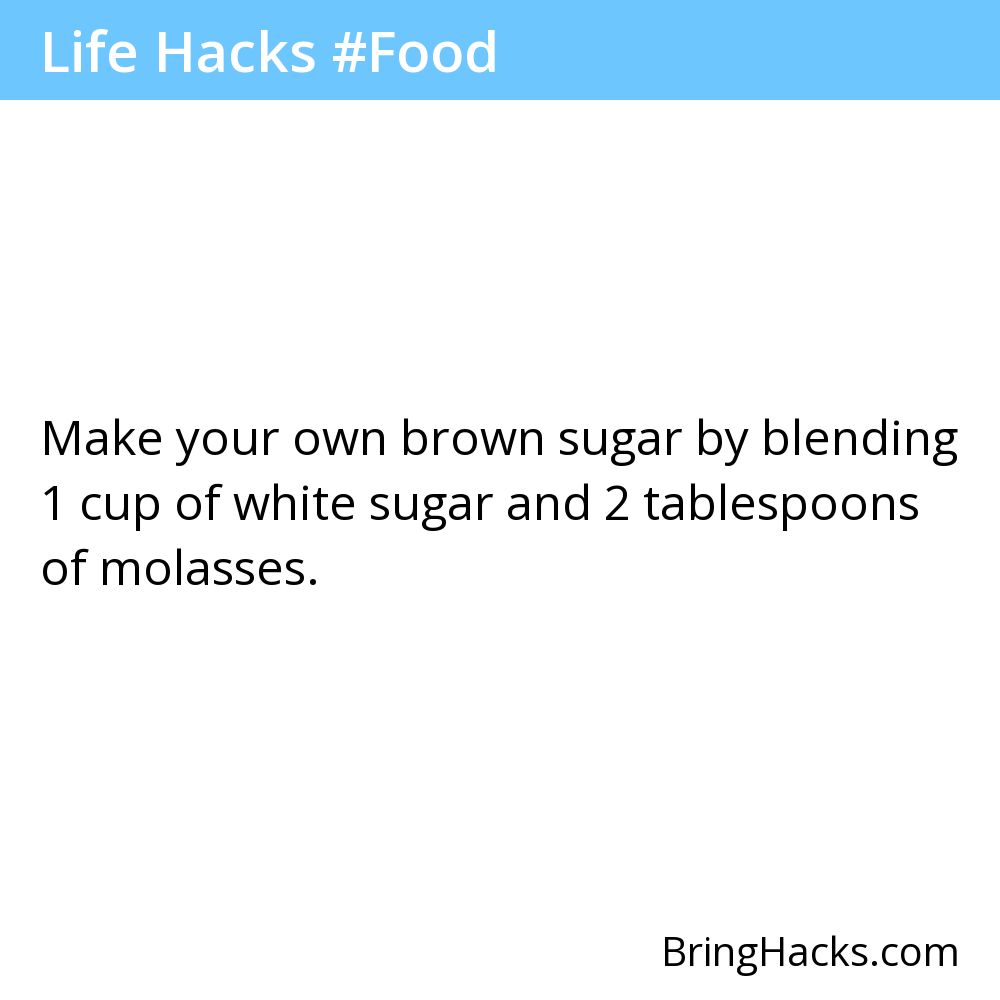 Life Hacks #Food
Make your own brown sugar by blending
1 cup of white sugar and 2 tablespoons
of molasses.
BringHacks.com